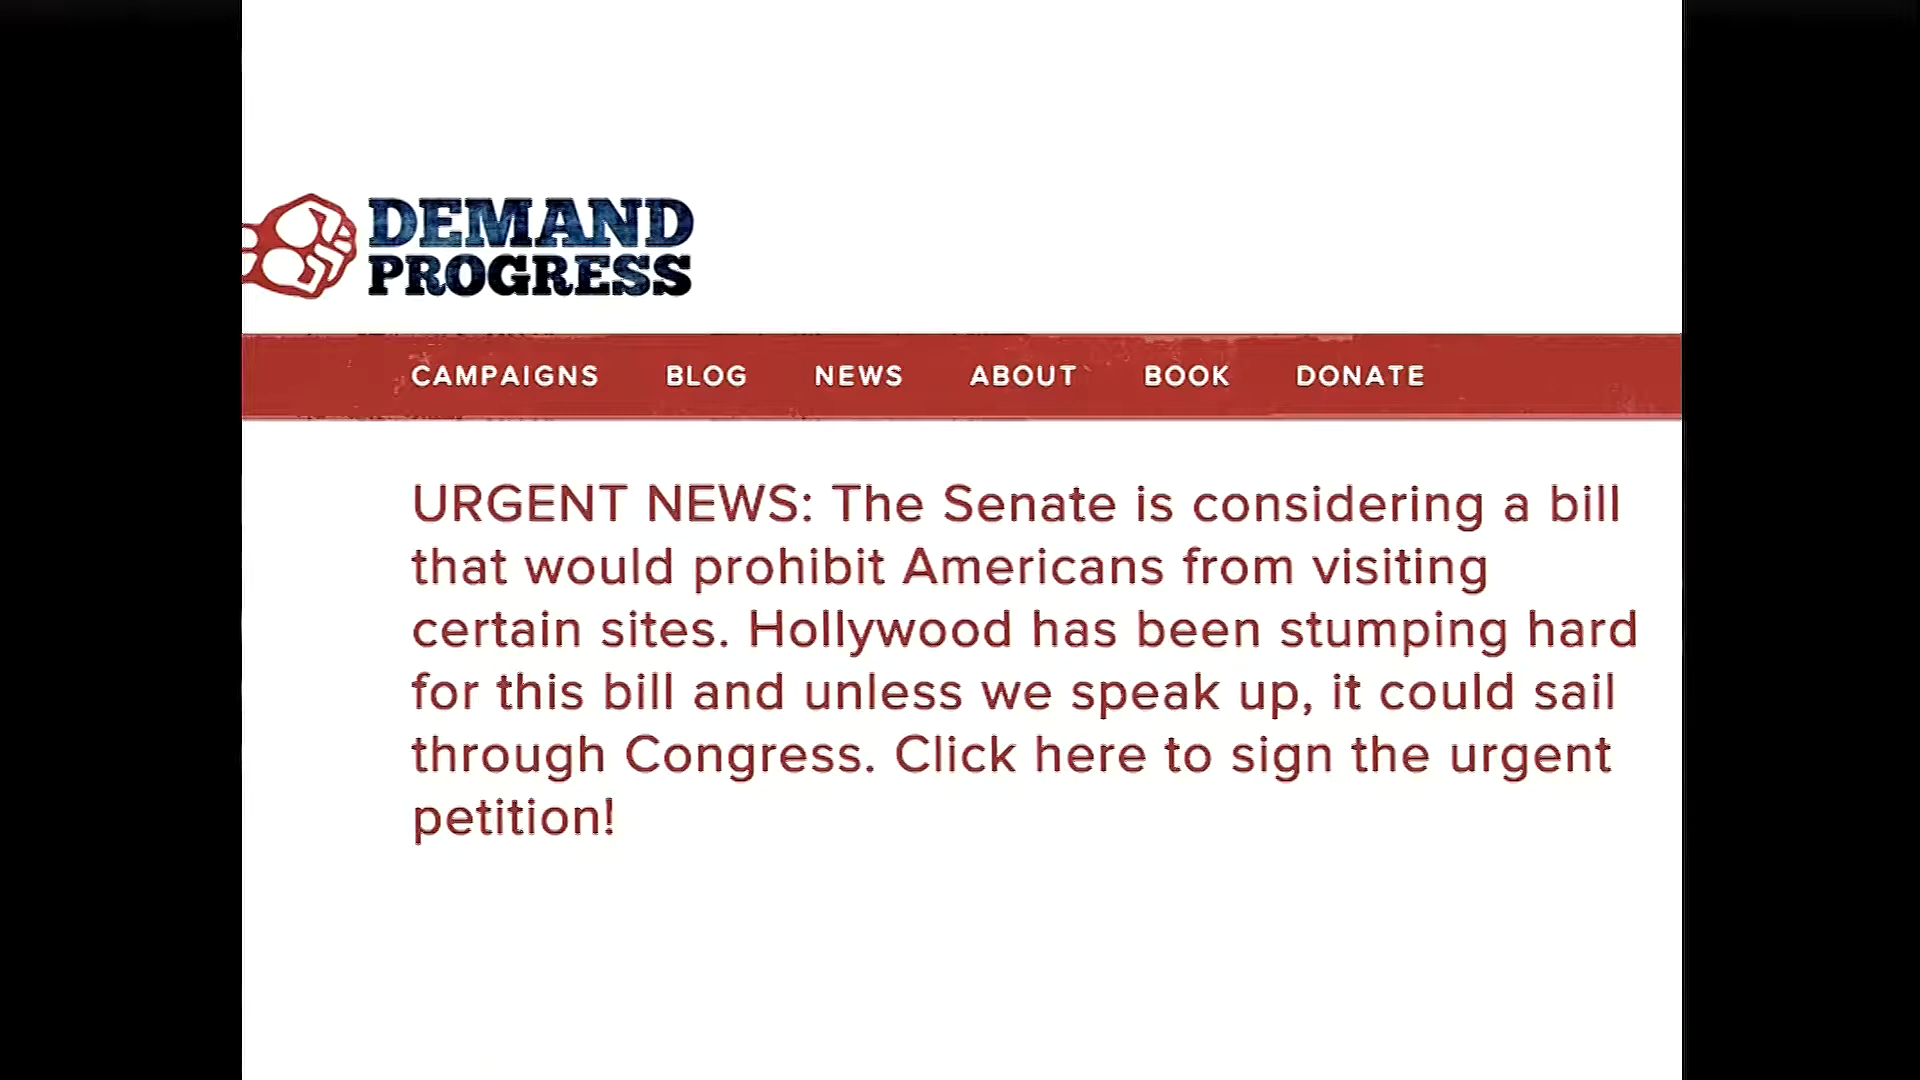 DEMAND
PROGRESS
CAMPAIGNS BLOG NEWS ABOUT BOOK DONATE
URGENT NEWS: The Senate is considering a bill
that would prohibit Americans from visiting
certain sites. Hollywood has been stumping hard
for this bill and unless we speak up, it could sail
through Congress. Click here to sign the urgent
petition!